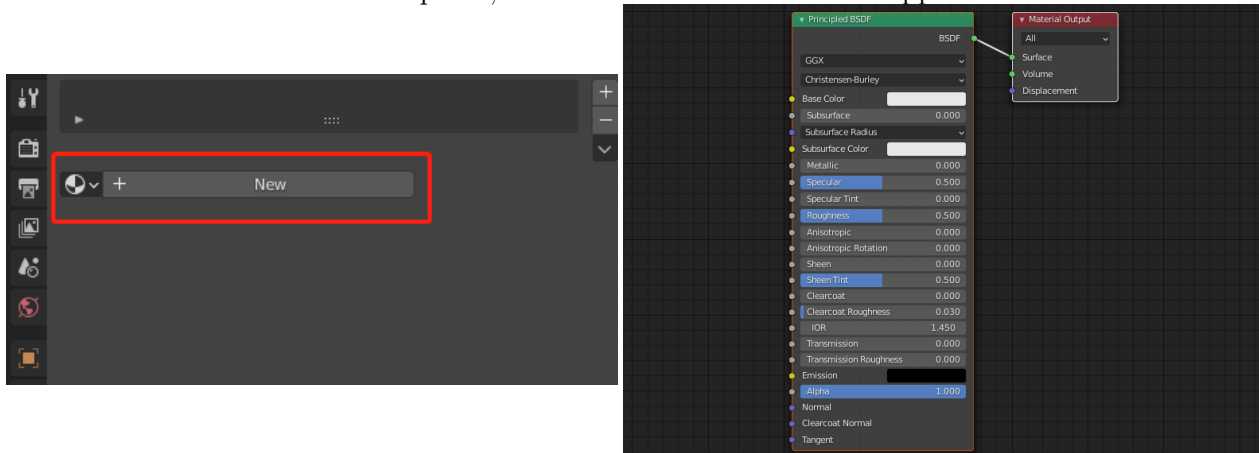 New
Principled BSDF
BSDF
GGX
Christensen-Burley
Base Color
Subsurface 0.000
Subsurface Radius
Subsurface Color
Metallic 0.000
Specular 0.500
Specular Tint 0.000
Roughness 0.500
Anisotropic 0.000
Anisotropic Rotation 0.000
Sheen 0.000
Sheen Tint 0.500
Clearcoat 0.000
Clearcoat Roughness 0.030
IOR 1.450
Transmission 0.000
Transmission Roughness 0.000
Emission
Alpha 1.000
Normal
Clearcoat Normal
Tangent
Material Output
All
Surface
Volume
Displacement